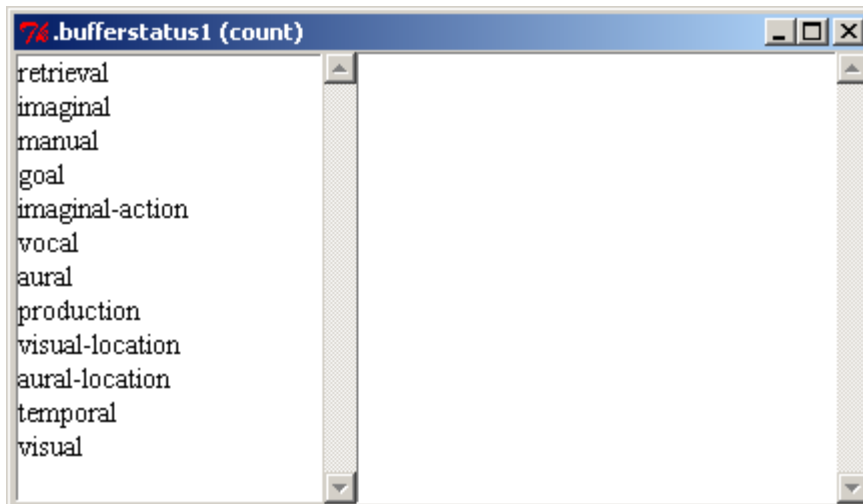 .bufferstatus1 (count)
retrieval
imaginal
manual
goal
imaginal-action
vocal
aural
production
visual-location
aural-location
temporal
visual